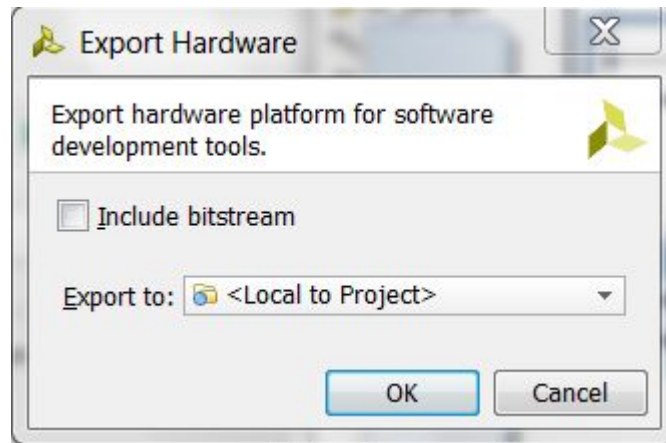 Export Hardware
Export hardware platform for software
development tools.
Include bitstream
Export to: <Local to Project>
OK Cancel